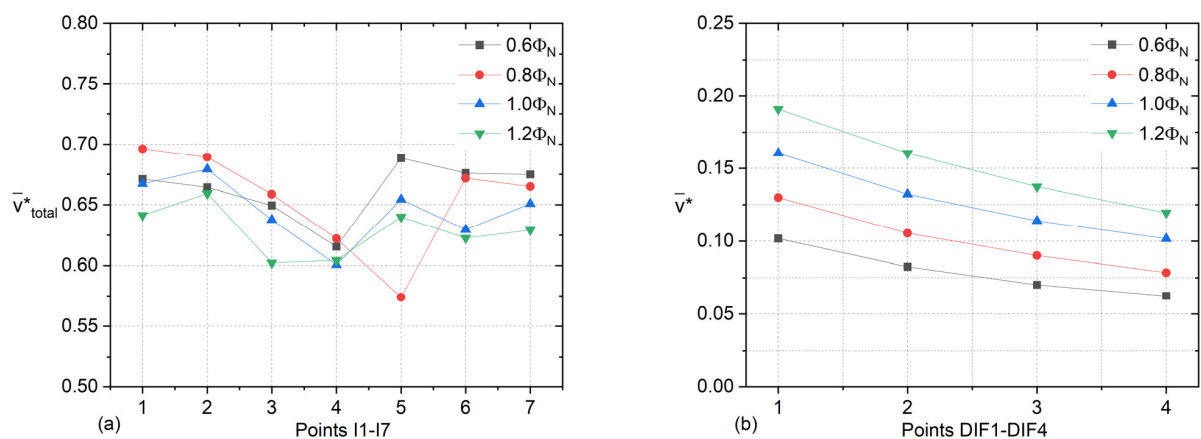 0.80
0.75
0.70
0.65
0.60
0.55
0.50
v̅*total
1 2 3 4 5 6 7
(a) Points I1-I7
0.6ΦN
0.8ΦN
1.0ΦN
1.2ΦN
0.25
0.20
0.15
0.10
0.05
0.00
v̅*
1 2 3 4
(b) Points DIF1-DIF4
0.6ΦN
0.8ΦN
1.0ΦN
1.2ΦN